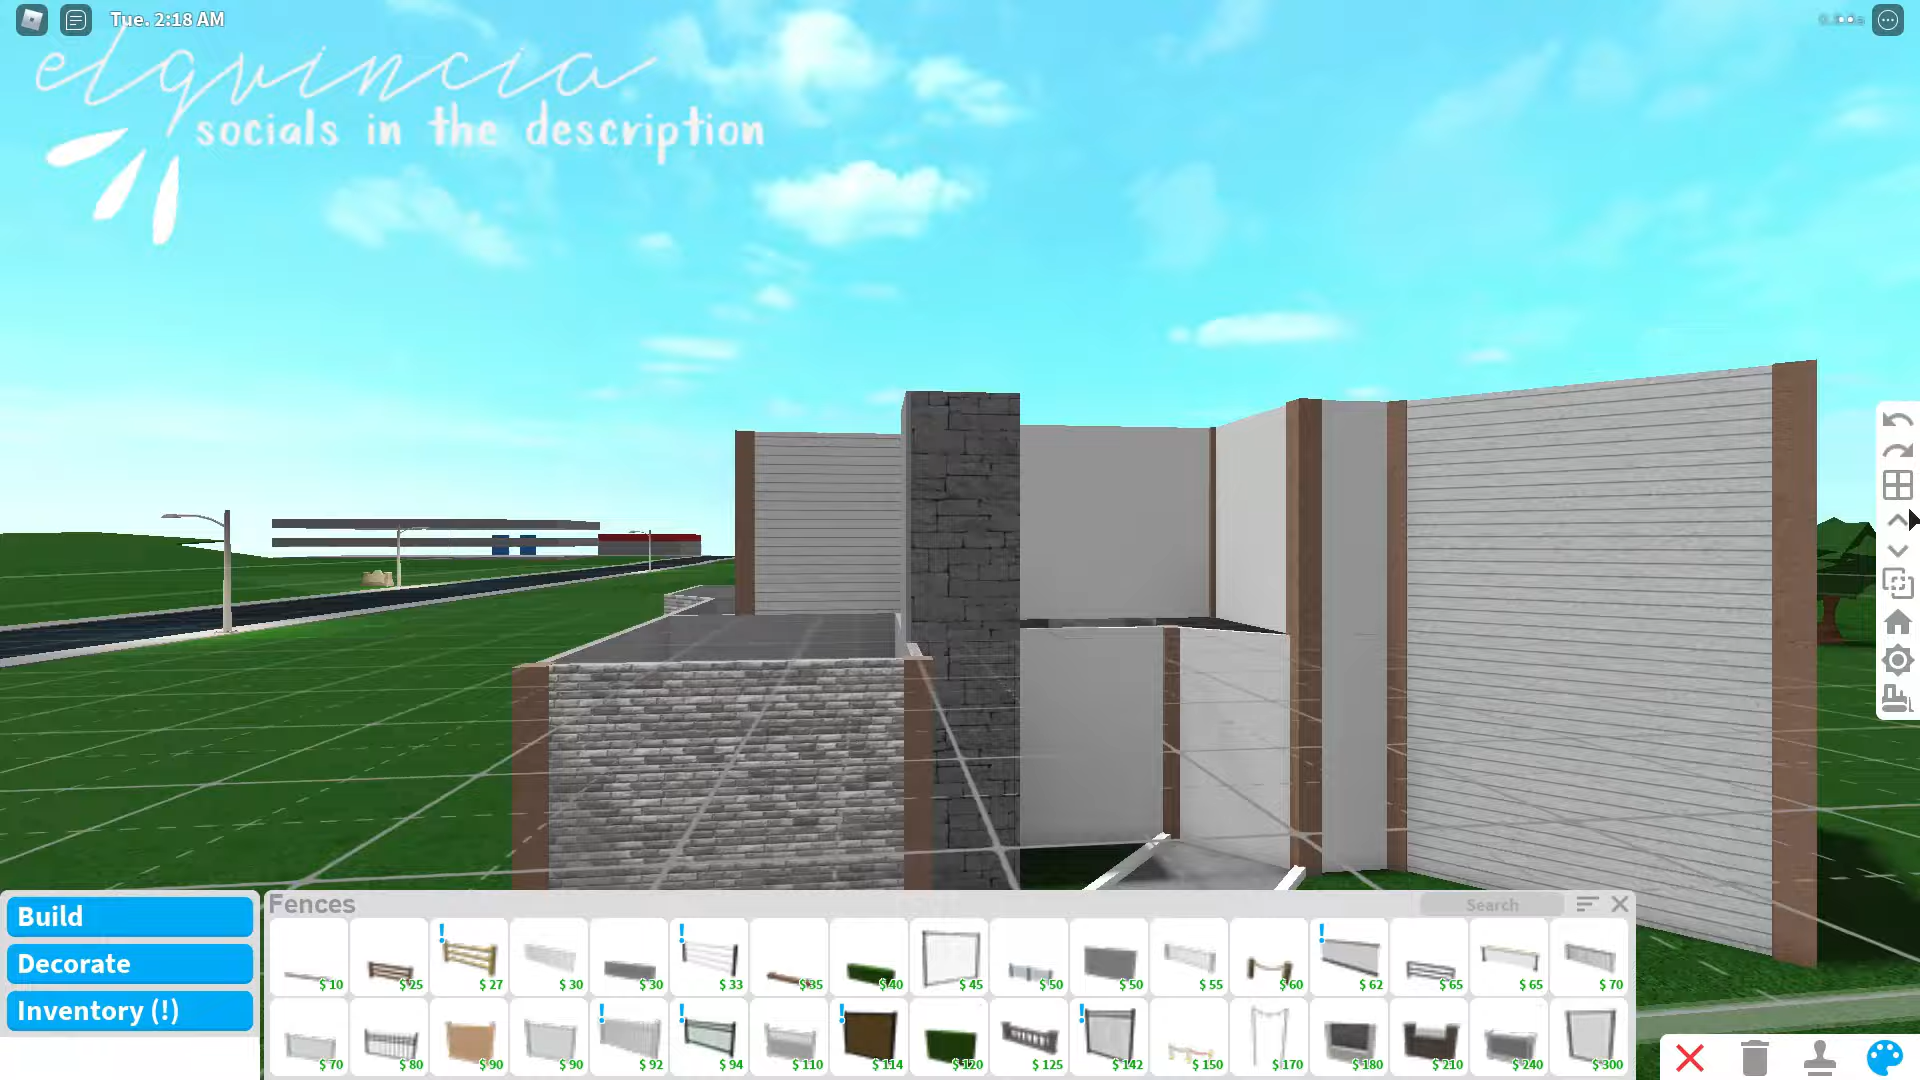 Tue. 2:18 AM
elqvincia
socials in the description
Build
Decorate
Inventory (!)
Fences
Search
$ 10
$ 25
! $ 27
$ 30
$ 30
! $ 33
$ 35
$ 40
$ 45
$ 50
$ 50
$ 55
$ 60
! $ 62
$ 65
$ 65
$ 70
$ 70
$ 80
$ 90
$ 90
! $ 92
! $ 94
$ 110
! $ 114
$ 120
$ 125
! $ 142
$ 150
$ 170
$ 180
$ 210
$ 240
$ 300